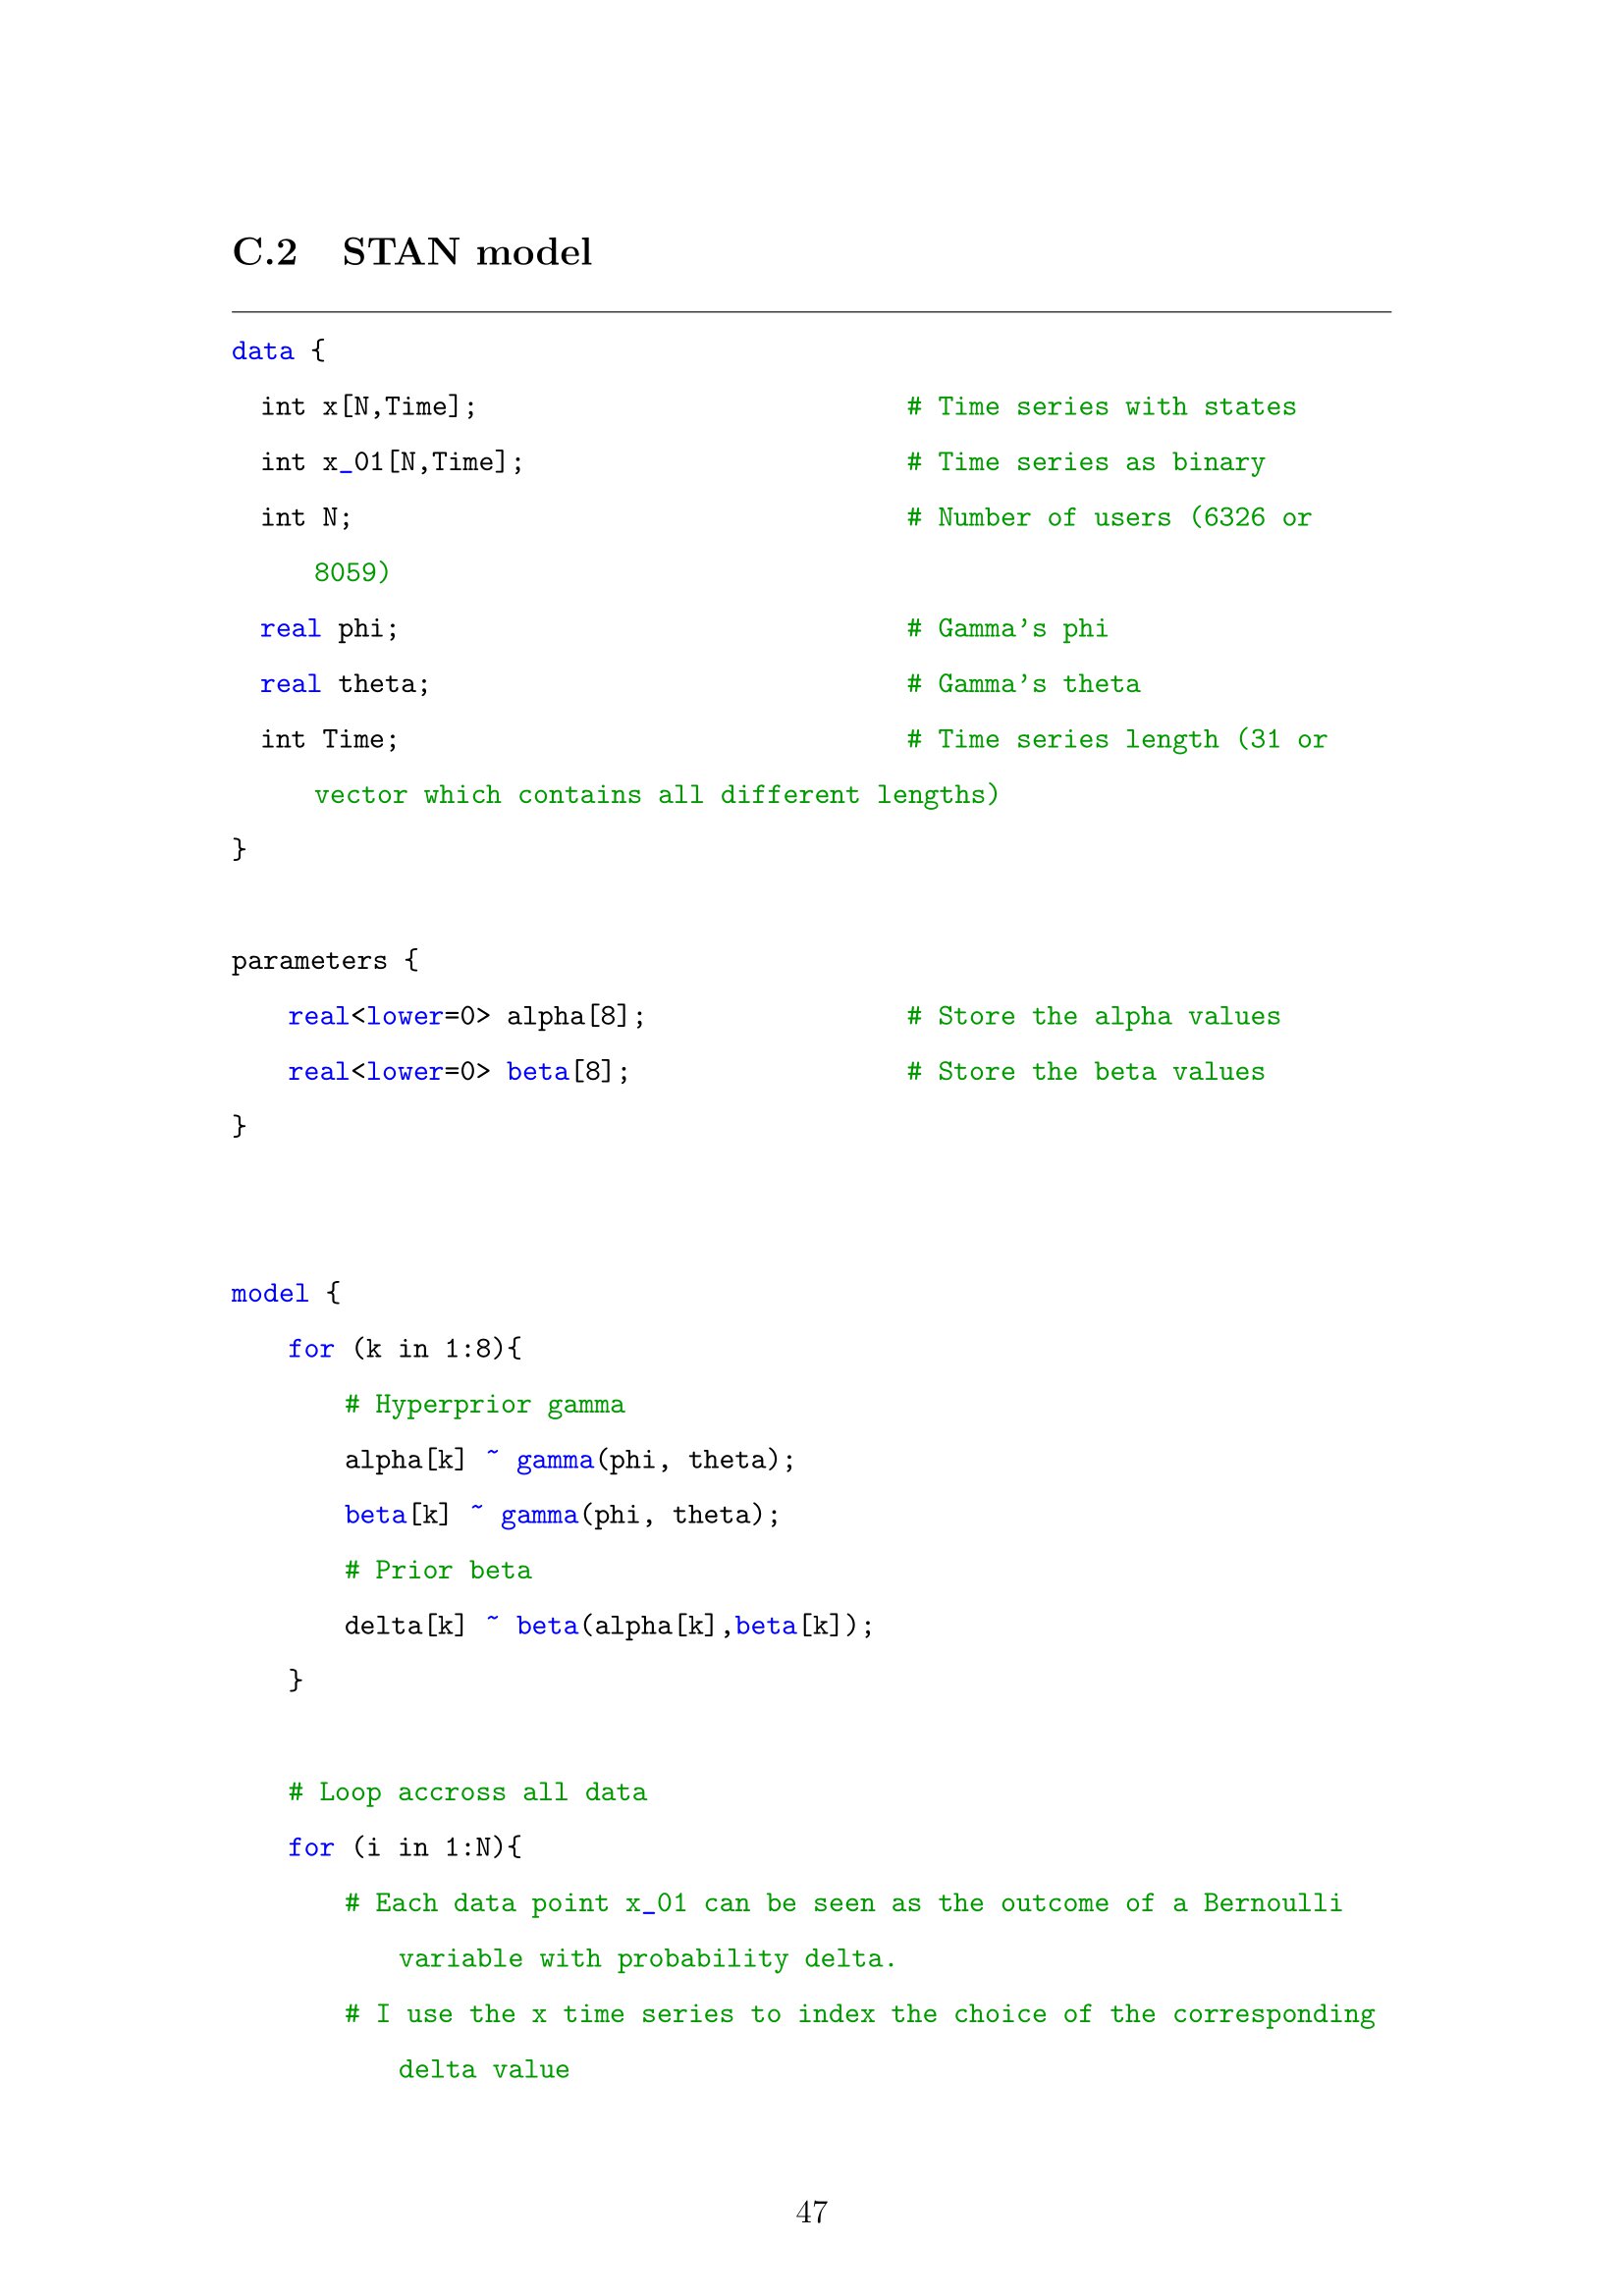 C.2 STAN model
data {
int x[N,Time]; # Time series with states
int x_01[N,Time]; # Time series as binary
int N; # Number of users (6326 or
8059)
real phi; # Gamma's phi
real theta; # Gamma's theta
int Time; # Time series length (31 or
vector which contains all different lengths)
}
parameters {
real<lower=0> alpha[8]; # Store the alpha values
real<lower=0> beta[8]; # Store the beta values
}
model {
for (k in 1:8){
# Hyperprior gamma
alpha[k] ~ gamma(phi, theta);
beta[k] ~ gamma(phi, theta);
# Prior beta
delta[k] ~ beta(alpha[k],beta[k]);
}
# Loop accross all data
for (i in 1:N){
# Each data point x_01 can be seen as the outcome of a Bernoulli
variable with probability delta.
# I use the x time series to index the choice of the corresponding
delta value
47